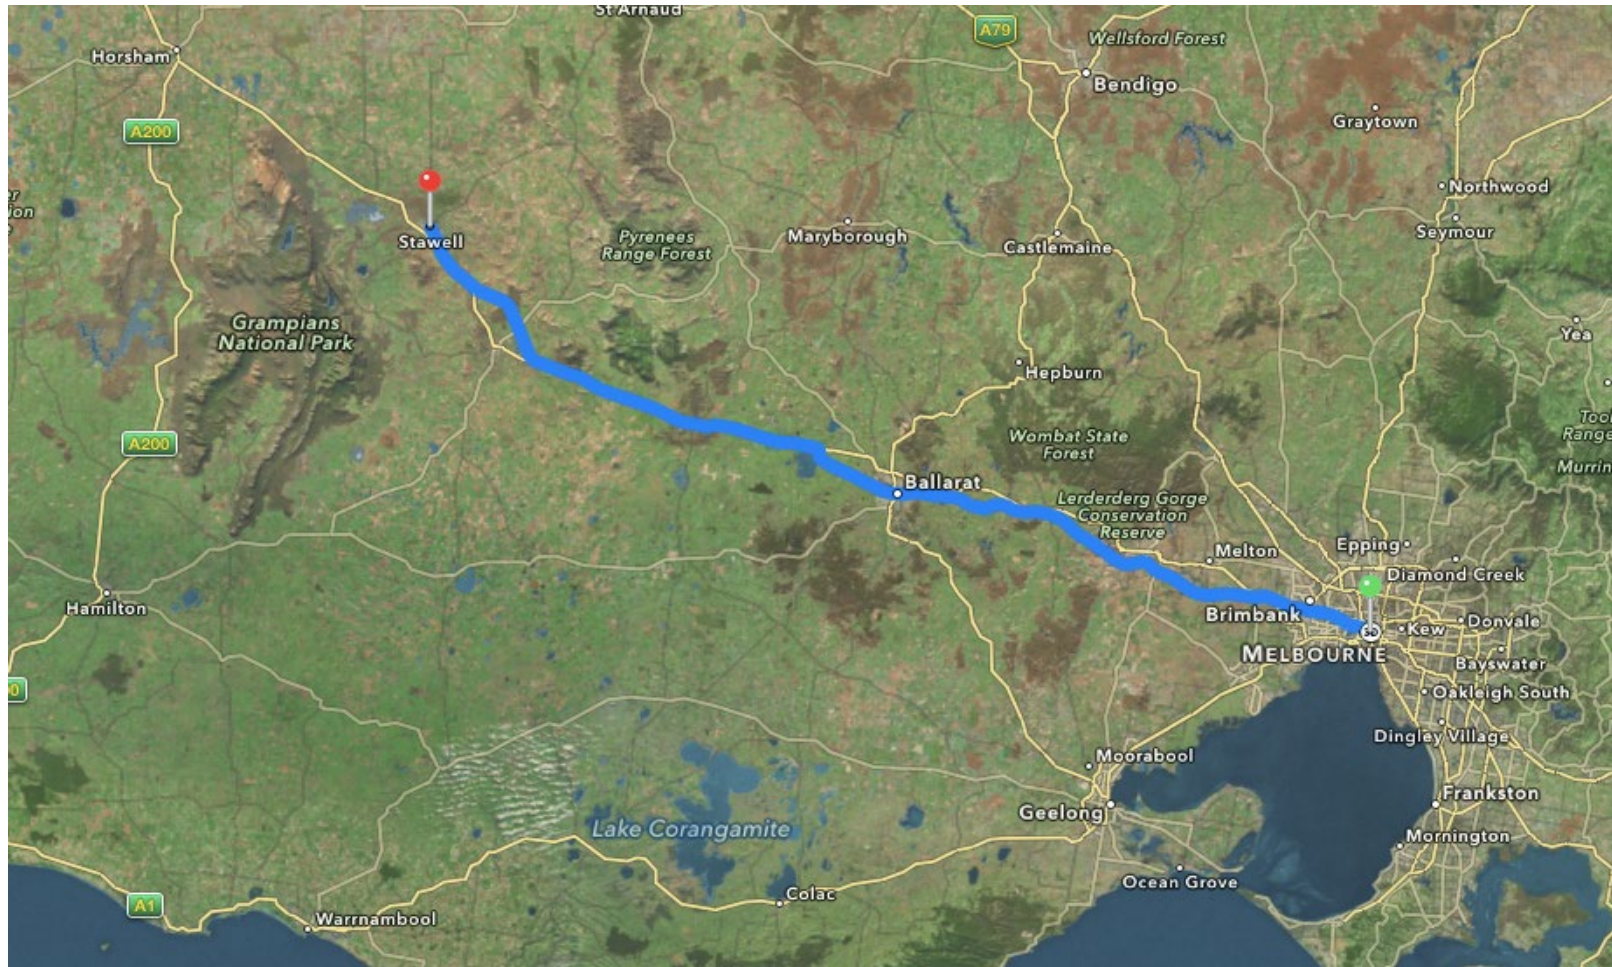 St Arnaud
A79
Wellsford Forest
Horsham
Bendigo
Graytown
A200
Northwood
Seymour
Maryborough
Castlemaine
Pyrenees
Range Forest
Stawell
Grampians
National Park
Yea
Hepburn
A200
Wombat State
Forest
Ballarat
Lerderderg Gorge
Conservation
Reserve
Melton
Epping
Diamond Creek
Hamilton
Brimbank
Kew
Donvale
MELBOURNE
Bayswater
Oakleigh South
Dingley Village
Moorabool
Frankston
Geelong
Lake Corangamite
Mornington
Ocean Grove
Colac
A1
Warrnambool